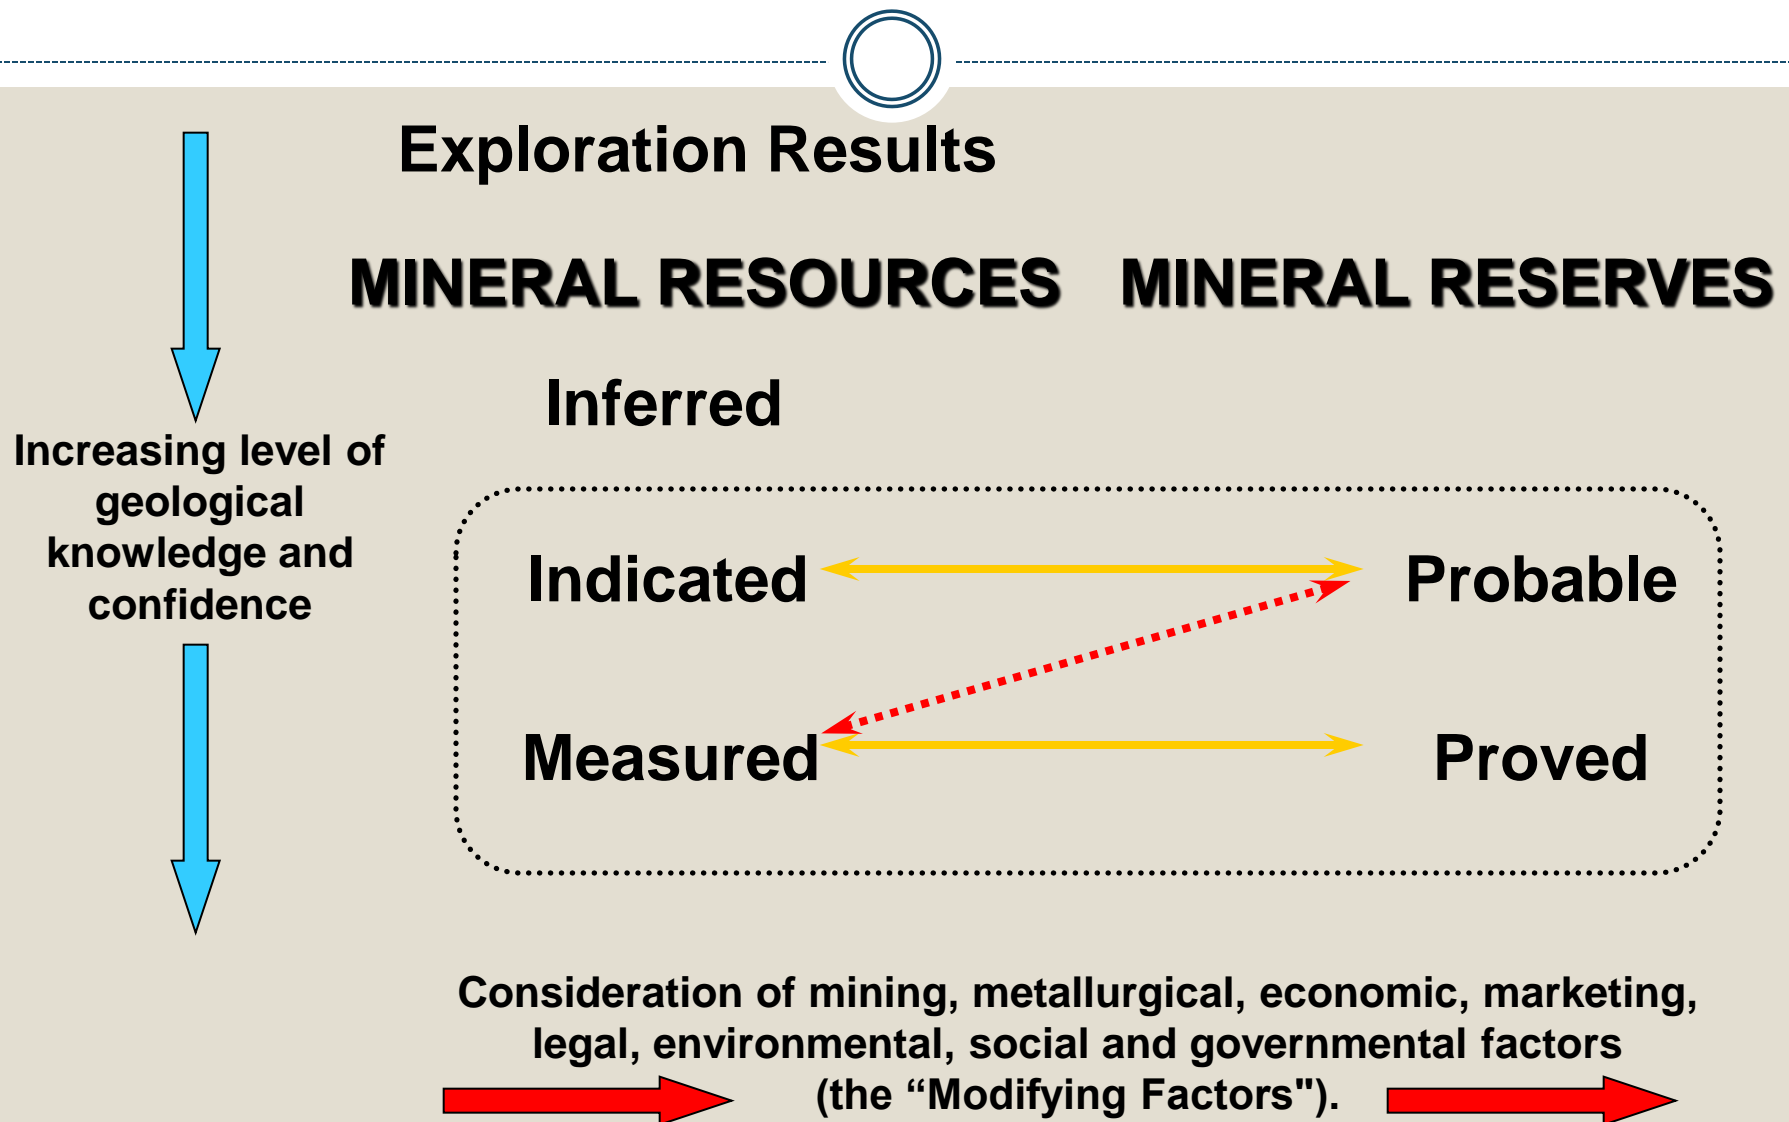 Exploration Results
MINERAL RESOURCES MINERAL RESERVES
Inferred
Increasing level of
geological
knowledge and
confidence
Indicated Probable
Measured Proved
Consideration of mining, metallurgical, economic, marketing,
legal, environmental, social and governmental factors
(the “Modifying Factors").